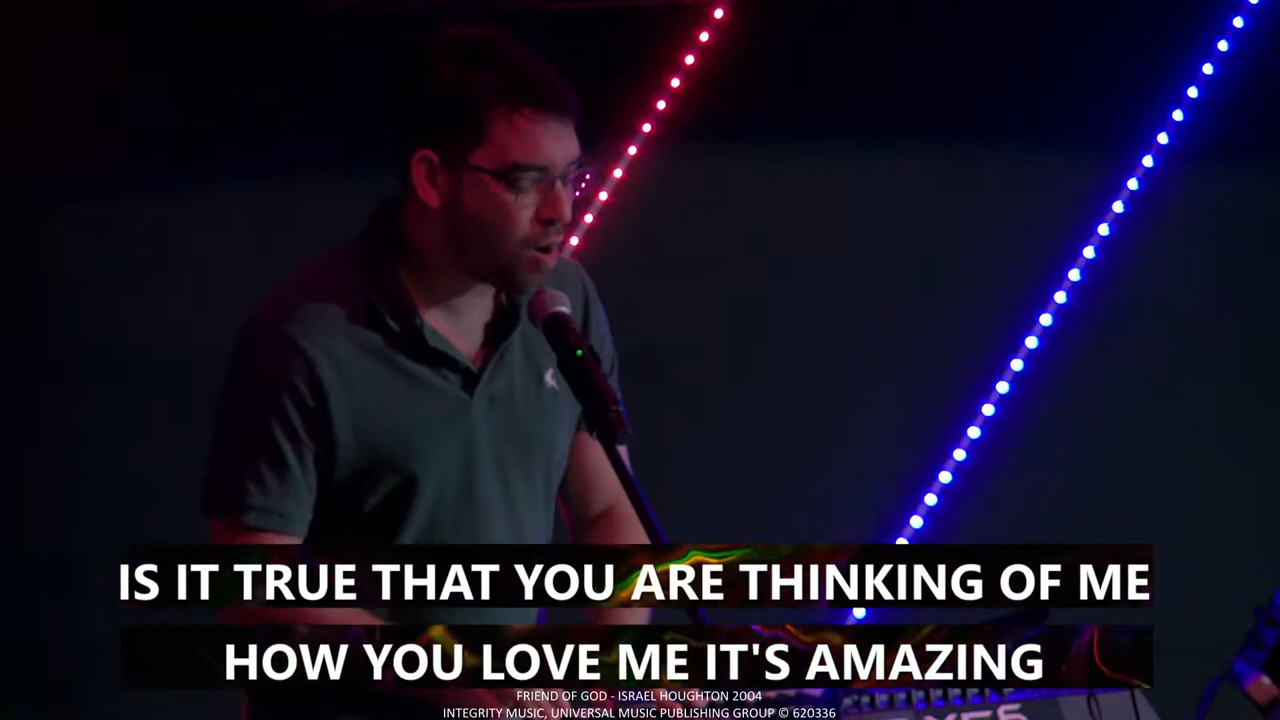 IS IT TRUE THAT YOU ARE THINKING OF ME
HOW YOU LOVE ME IT'S AMAZING
FRIEND OF GOD - ISRAEL HOUGHTON 2004
INTEGRITY MUSIC, UNIVERSAL MUSIC PUBLISHING GROUP © 620336